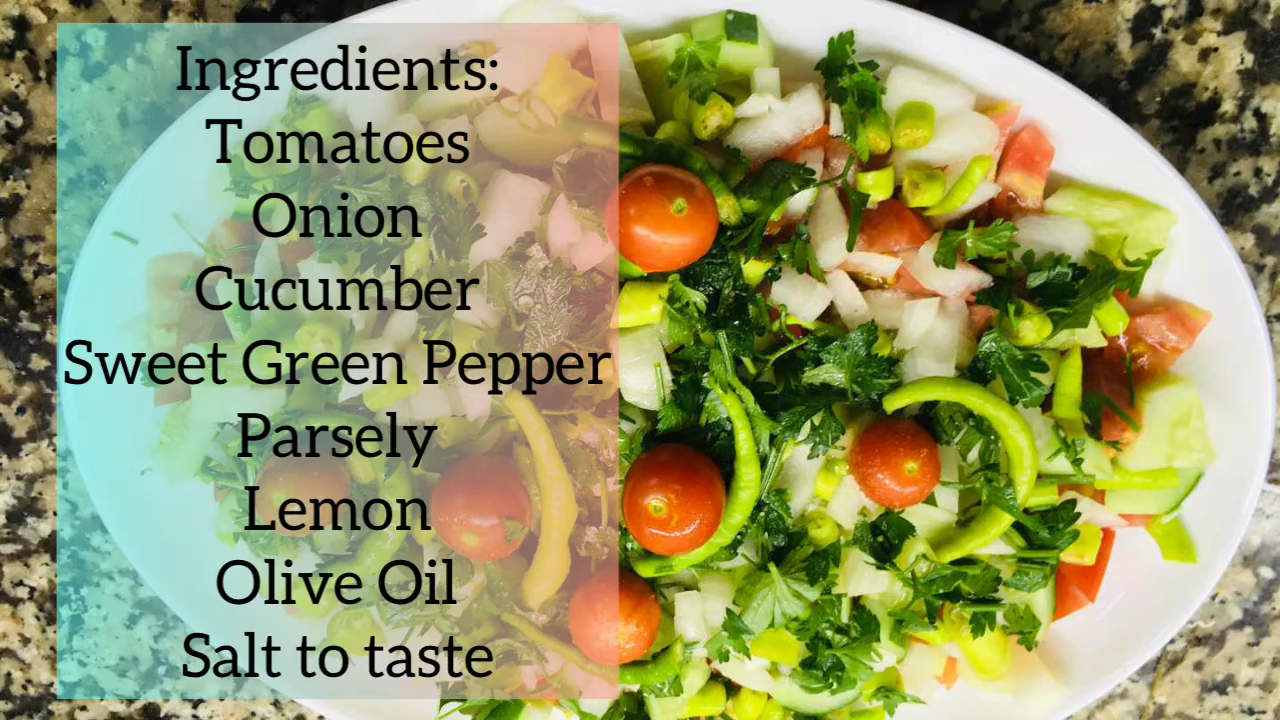 Ingredients:
Tomatoes
Onion
Cucumber
Sweet Green Pepper
Parsely
Lemon
Olive Oil
Salt to taste